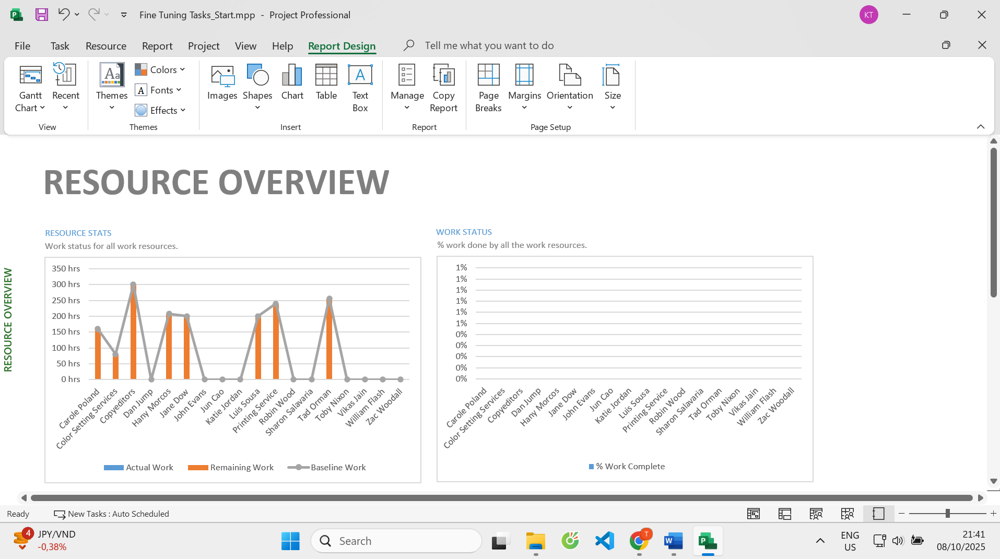 Fine Tuning Tasks_Start.mpp - Project Professional
KT
File Task Resource Report Project View Help Report Design Tell me what you want to do
Gantt Chart
Recent
View
Aa
Themes
Colors
A Fonts
Effects
Themes
Images
Shapes
Chart
Table
A
Text Box
Insert
Manage
Copy Report
Report
Page Breaks
Margins
Orientation
Size
Page Setup
RESOURCE OVERVIEW
RESOURCE OVERVIEW
RESOURCE STATS
Work status for all work resources.
350 hrs
300 hrs
250 hrs
200 hrs
150 hrs
100 hrs
50 hrs
0 hrs
Carole Poland
Color Setting Services
Copyeditors
Dan Jump
Hany Morcos
Jane Dow
John Evans
Jun Cao
Katie Jordan
Luis Sousa
Printing Service
Robin Wood
Sharon Salavaria
Tad Orman
Toby Nixon
Vikas Jain
William Flash
Zac Woodall
Actual Work Remaining Work Baseline Work
WORK STATUS
% work done by all the work resources.
1%
1%
1%
1%
1%
1%
0%
0%
0%
0%
0%
Carole Poland
Color Setting Services
Copyeditors
Dan Jump
Hany Morcos
Jane Dow
John Evans
Jun Cao
Katie Jordan
Luis Sousa
Printing Service
Robin Wood
Sharon Salavaria
Tad Orman
Toby Nixon
Vikas Jain
William Flash
Zac Woodall
% Work Complete
Ready New Tasks : Auto Scheduled
4
JPY/VND
-0,38%
Search
T
W
P
ENG
US
21:41
08/10/2025